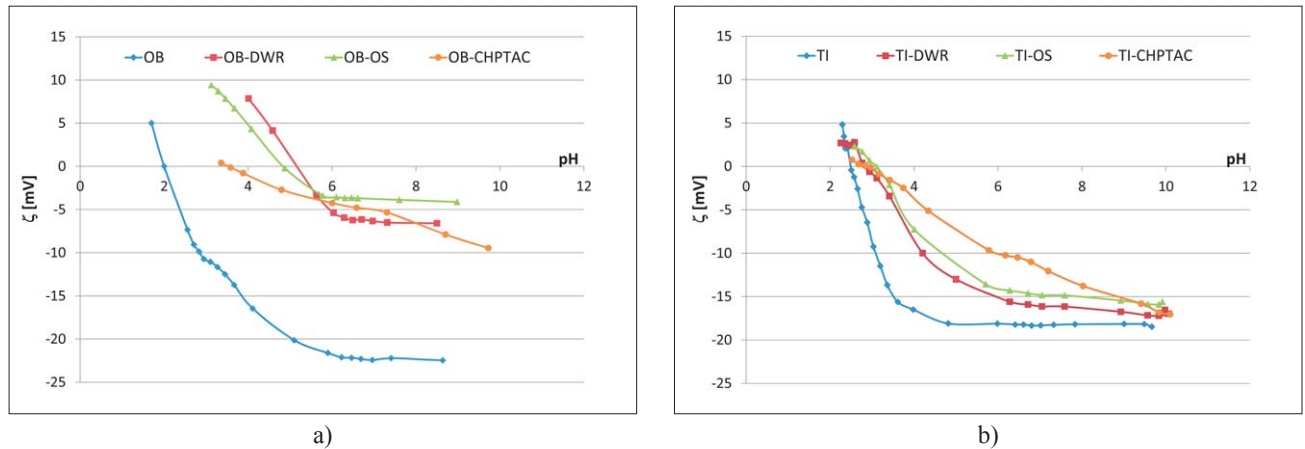 15
OB OB-DWR OB-OS OB-CHPTAC
10
5
pH
0
0 2 4 6 8 10 12
-5
-10
-15
-20
-25
ζ [mV]
a)
15
TI TI-DWR TI-OS TI-CHPTAC
10
5
pH
0
0 2 4 6 8 10 12
-5
-10
-15
-20
-25
ζ [mV]
b)